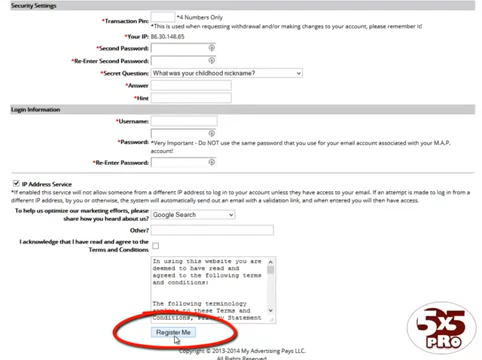 Security Settings
*Transaction Pin: *4 Numbers Only
*This is used when requesting withdrawal and/or making changes to your account, please remember it!
*Your IP: 86.30-148.65
*Second Password:
*Re-Enter Second Password:
*Secret Question: What was your childhood nickname?
*Answer
*Hint
Login Information
*Username:
*Password: *Very Important - Do NOT use the same password that you use for your email account associated with your M.A.P.
account!
*Re-Enter Password:
IP Address Service
*If enabled this service will not allow someone from a different IP address to log in to your account unless they have access to your email. If an attempt is made to log in from a
different IP address, by you or otherwise, the system will automatically send out an email with a validation link, and when entered you will then have access.
To help us optimize our marketing efforts, please
share how you heard about us? Google Search
Other?
I acknowledge that I have read and agree to the
Terms and Conditions
In using this website you are
deemed to have read and
agreed to the following terms
and conditions:
The following terminology
applies to these Terms and
Conditions, Privacy Statement
Register Me
Copyright © 2013-2014 My Advertising Pays LLC.
All Rights Reserved
5x5
PRO